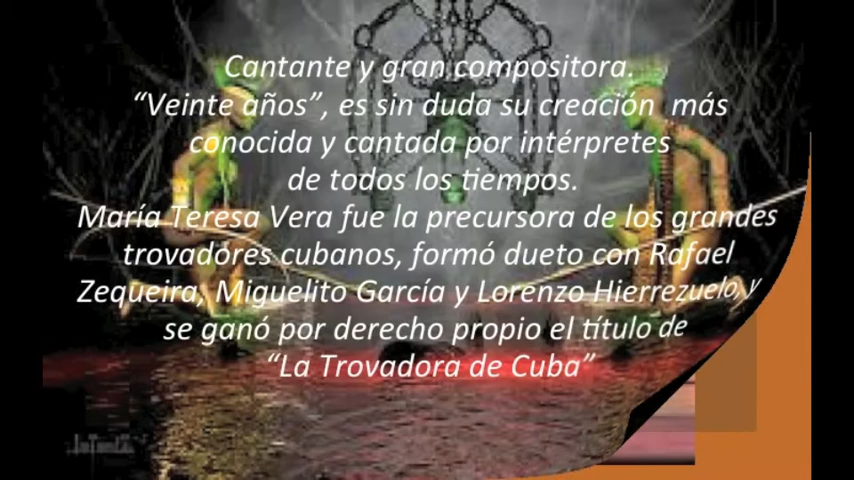 Cantante y gran compositora.
“Veinte años”, es sin duda su creación más
conocida y cantada por intérpretes
de todos los tiempos.
María Teresa Vera fue la precursora de los grandes
trovadores cubanos, formó dueto con Rafael
Zequeira, Miguelito García y Lorenzo Hierrezuelo, y
se ganó por derecho propio el título de
“La Trovadora de Cuba”